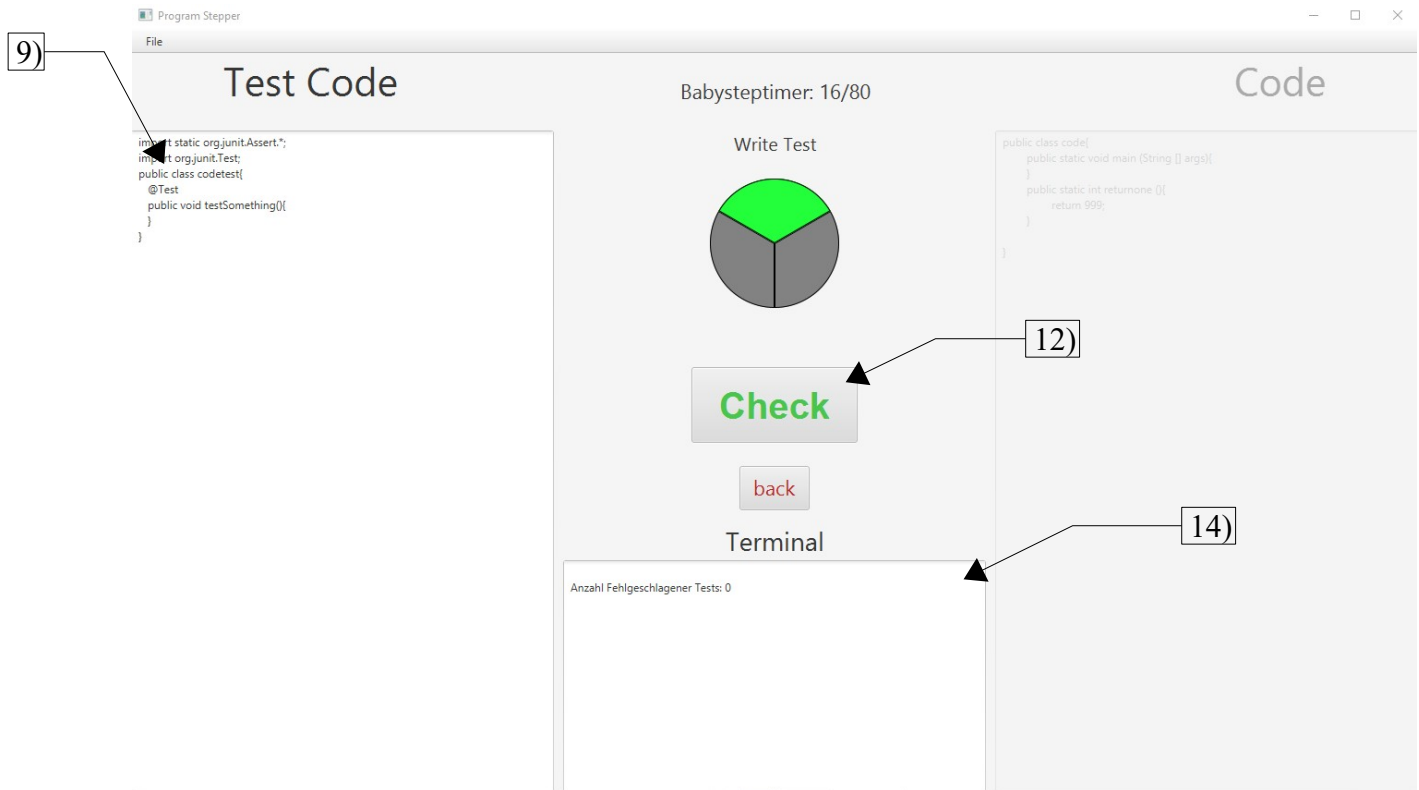 Program Stepper
File
9)
Test Code
Babysteptimer: 16/80
Code
import static org.junit.Assert.*;
import org.junit.Test;
public class codetest{
@Test
public void testSomething(){
}
}
Write Test
public class code{
public static void main (String [] args){
}
public static int returnone (){
return 999;
}
}
12)
Check
back
14)
Terminal
Anzahl Fehlgeschlagener Tests: 0